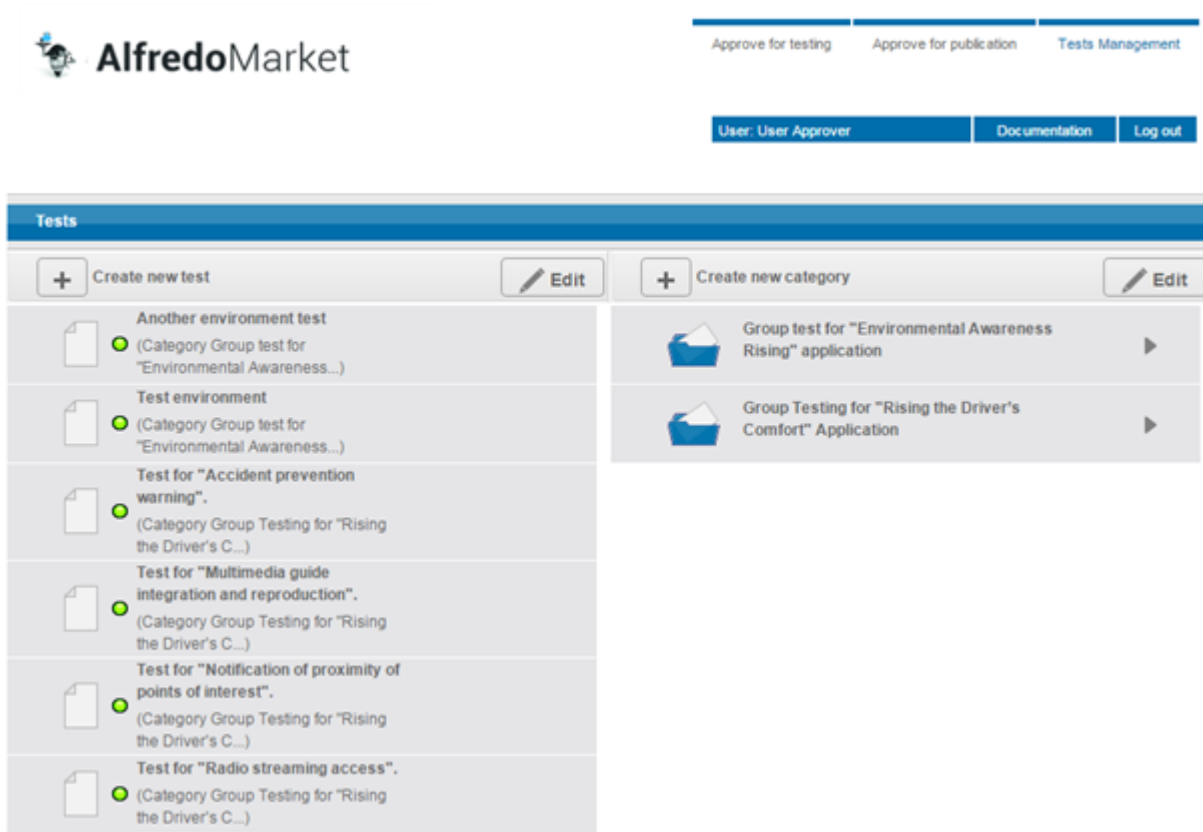 AlfredoMarket
Approve for testing
Approve for publication
Tests Management
User: User Approver
Documentation
Log out
Tests
Create new test
Edit
Another environment test
(Category Group test for
"Environmental Awareness...)
Test environment
(Category Group test for
"Environmental Awareness...)
Test for "Accident prevention
warning".
(Category Group Testing for "Rising
the Driver's C...)
Test for "Multimedia guide
integration and reproduction".
(Category Group Testing for "Rising
the Driver's C...)
Test for "Notification of proximity of
points of interest".
(Category Group Testing for "Rising
the Driver's C...)
Test for "Radio streaming access".
(Category Group Testing for "Rising
the Driver's C...)
Create new category
Edit
Group test for "Environmental Awareness
Rising" application
Group Testing for "Rising the Driver's
Comfort" Application